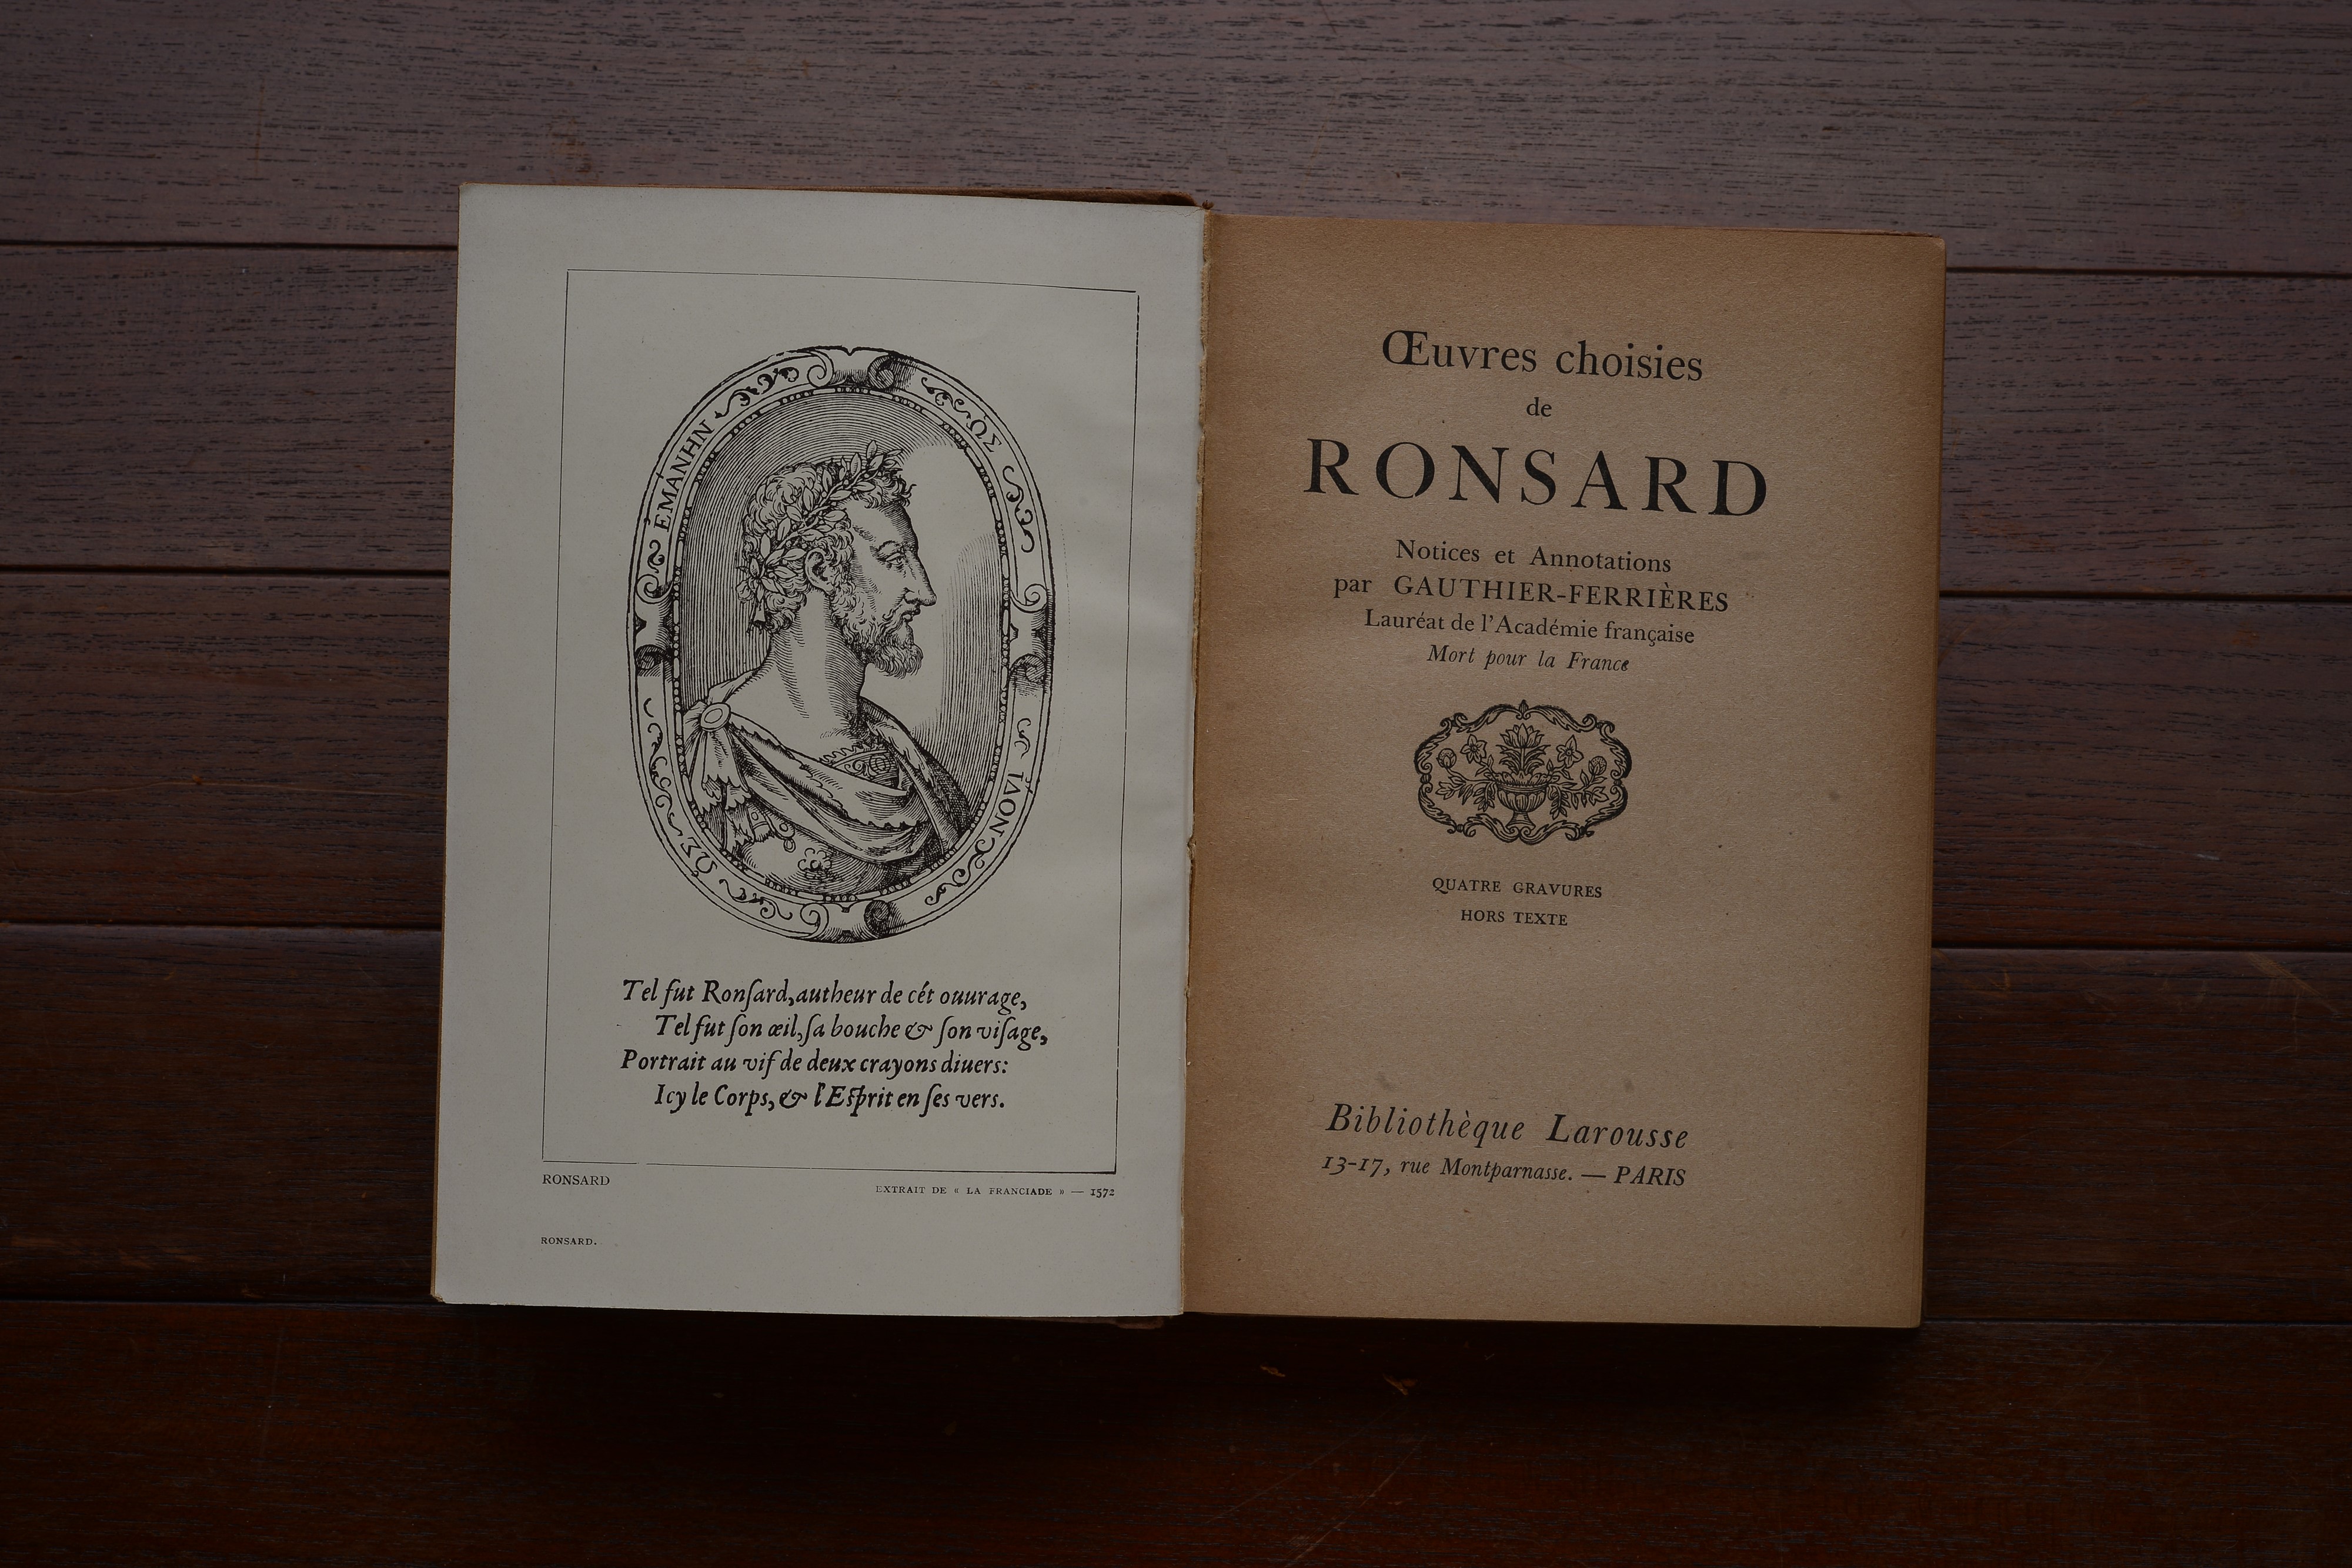 ΩΣ
ΙΔΟΝ
ΩΣ
ΕΜΑΝΗΝ
Tel fut Ronſard, autheur de cét ouurage,
Tel fut ſon œil, ſa bouche & ſon viſage,
Portrait au vif de deux crayons diuers:
Icy le Corps, & l'Eſprit en ſes vers.
RONSARD
EXTRAIT DE « LA FRANCIADE » — 1572
RONSARD.
Œuvres choisies
de
RONSARD
Notices et Annotations
par GAUTHIER-FERRIÈRES
Lauréat de l'Académie française
Mort pour la France
QUATRE GRAVURES
HORS TEXTE
Bibliothèque Larousse
13-17, rue Montparnasse. — PARIS